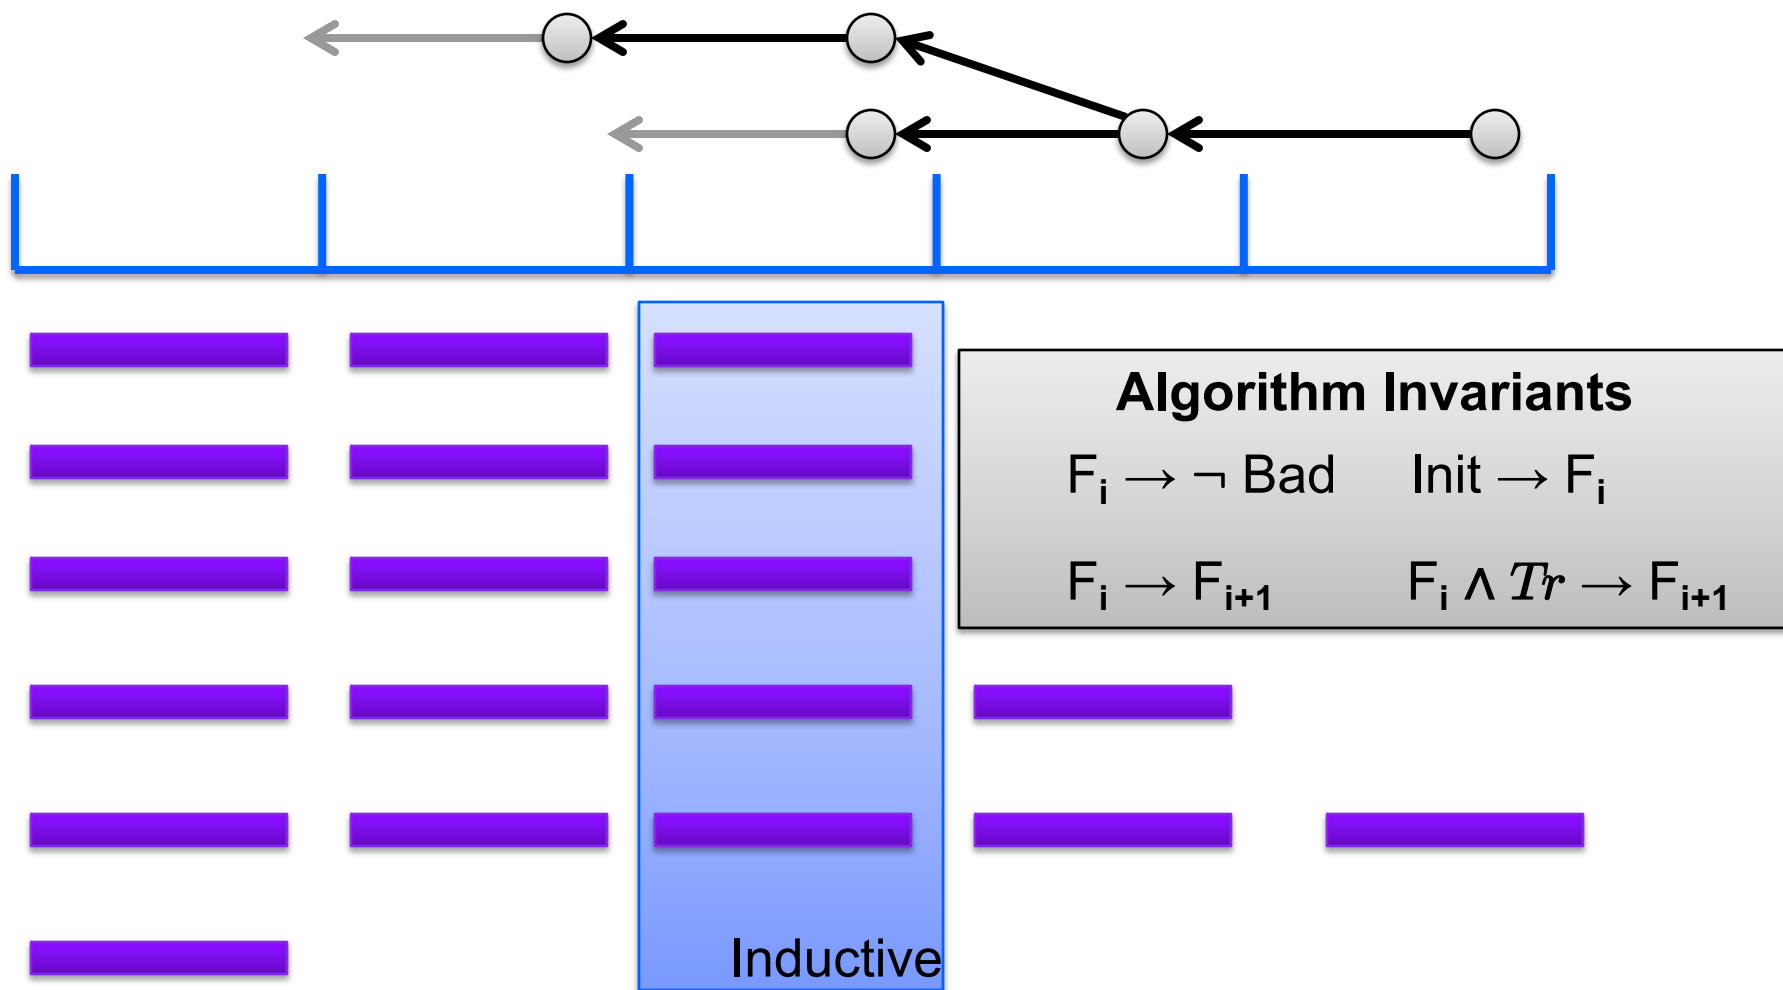 Algorithm Invariants
Fᵢ → ¬ Bad Init → Fᵢ
Fᵢ → Fᵢ₊₁ Fᵢ ∧ Tr → Fᵢ₊₁
Inductive